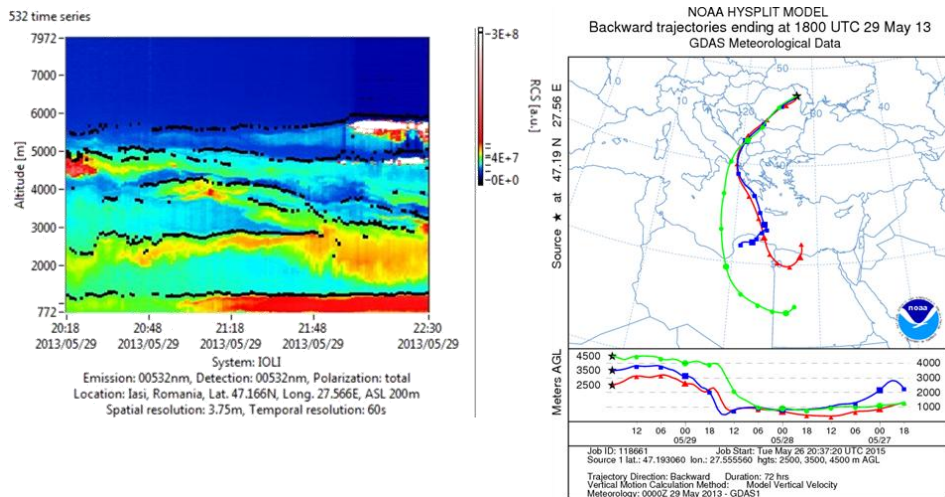 532 time series
7972
7000
6000
5000
4000
3000
2000
772
Altitude [m]
20:18 20:48 21:18 21:48 22:30
2013/05/29 2013/05/29 2013/05/29 2013/05/29 2013/05/29
System: IOLI
Emission: 00532nm, Detection: 00532nm, Polarization: total
Location: Iasi, Romania, Lat. 47.166N, Long. 27.566E, ASL 200m
Spatial resolution: 3.75m, Temporal resolution: 60s
~3E+8
~4E+7
~0E+0
RCS [a.u.]
NOAA HYSPLIT MODEL
Backward trajectories ending at 1800 UTC 29 May 13
GDAS Meteorological Data
Source ★ at 47.19 N 27.56 E
10
50
10
30
40
noaa
Meters AGL
4500
3500
2500
4000
3000
2000
1000
12 06 00 18 12 06 00 18 12 06 00 18
05/29 05/28 05/27
Job ID: 118661 Job Start: Tue May 26 20:37:20 UTC 2015
Source 1 lat.: 47.193060 lon.: 27.555560 hgts: 2500, 3500, 4500 m AGL
Trajectory Direction: Backward Duration: 72 hrs
Vertical Motion Calculation Method: Model Vertical Velocity
Meteorology: 0000Z 29 May 2013 - GDAS1